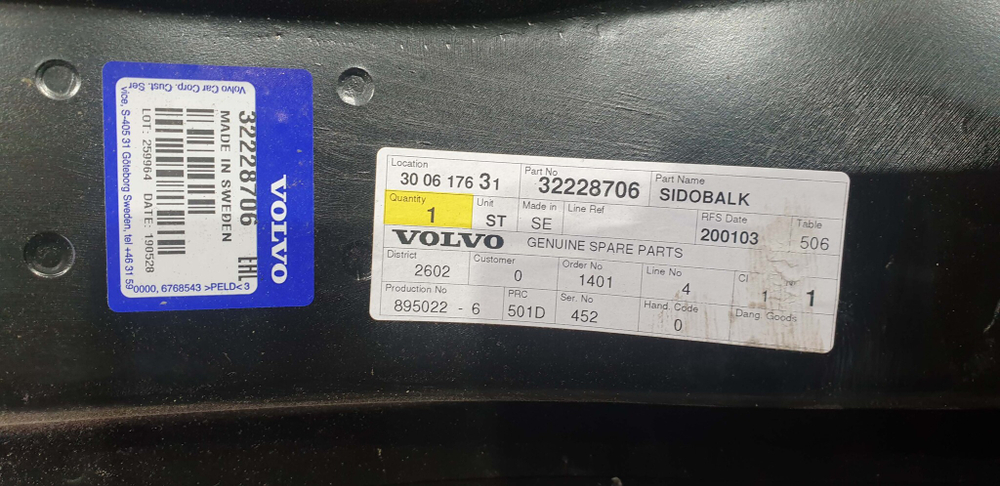 VOLVO
32228706 EHL
MADE IN SWEDEN
LOT: 259964 DATE: 190528
Volvo Car Corp. Cust. Ser
vice, S-405 31 Göteborg Sweden, tel +46 31 59
0000, 6768543 >PELD< 3
Location Part No Part Name
30 06 176 31 32228706 SIDOBALK
Quantity Unit Made in Line Ref RFS Date Table
1 ST SE 200103 506
VOLVO GENUINE SPARE PARTS
District Customer Order No Line No Cl
2602 0 1401 4 1 1
Production No PRC Ser. No Hand. Code Dang. Goods
895022 - 6 501D 452 0